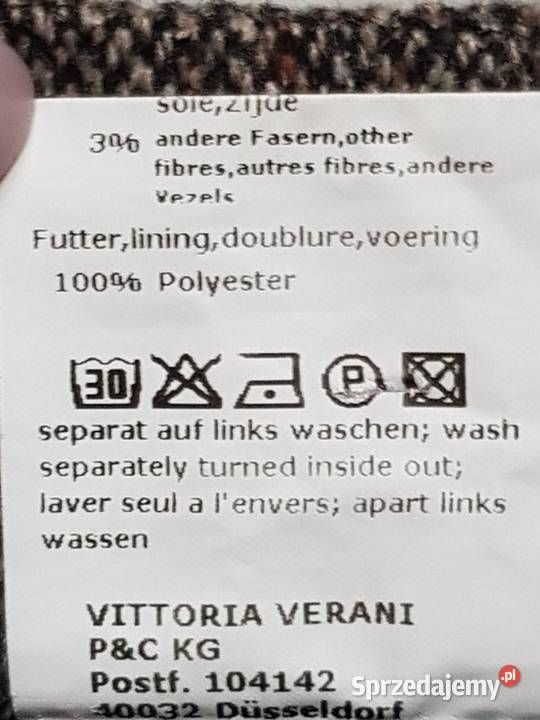 soie,zijde
3% andere Fasern,other
fibres,autres fibres,andere
Vezels
Futter,lining,doublure,voering
100% Polyester
30 P
separat auf links waschen; wash
separately turned inside out;
laver seul a l'envers; apart links
wassen
VITTORIA VERANI
P&C KG
Postf. 104142
40032 Düsseldorf
Sprzedajemy.pl